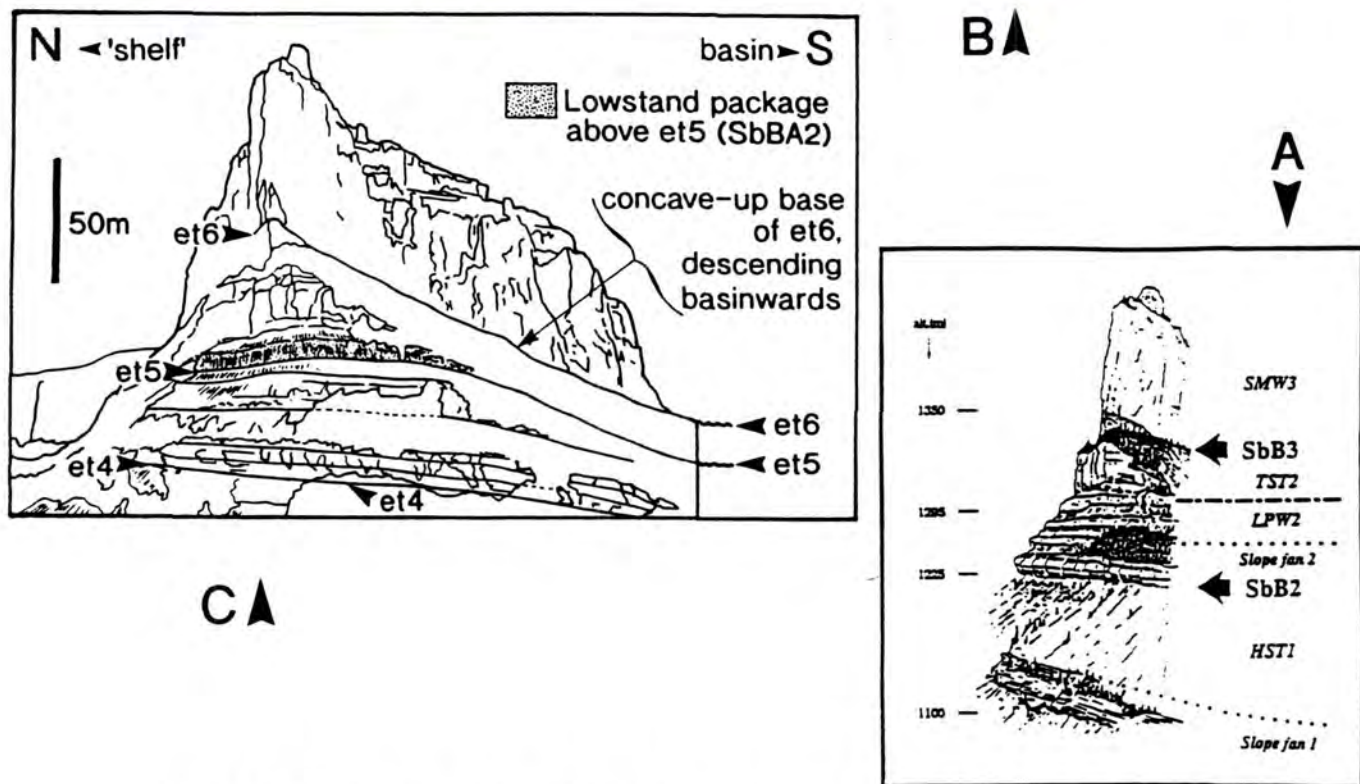 N ◄ 'shelf'
basin ► S
Lowstand package
above et5 (SbBA2)
50m
concave-up base
of et6,
descending
basinwards
et6
et5
et4
et4
et6
et5
C
B
A
1350
1295
1225
1100
SMW3
SbB3
TST2
LPW2
Slope fan 2
SbB2
HST1
Slope fan 1